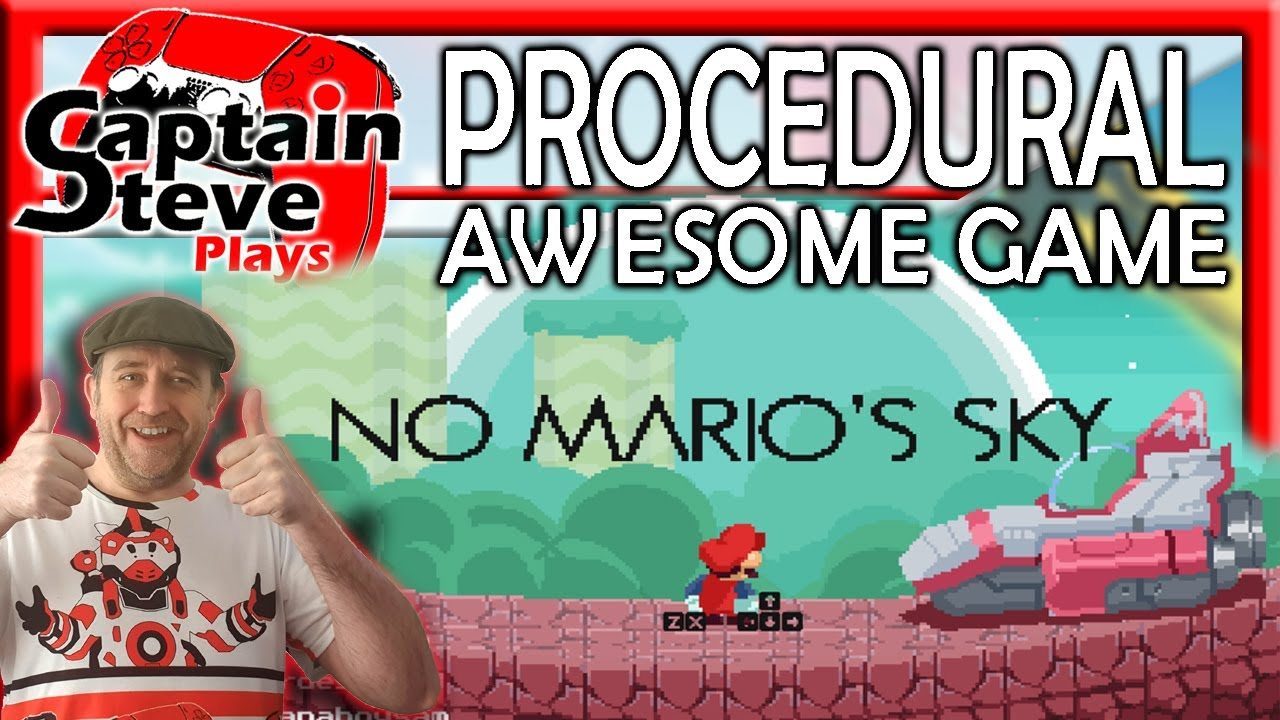 Captain
Steve
Plays
PROCEDURAL
AWESOME GAME
NO MARIO'S SKY
Z X ↑ ↓ →